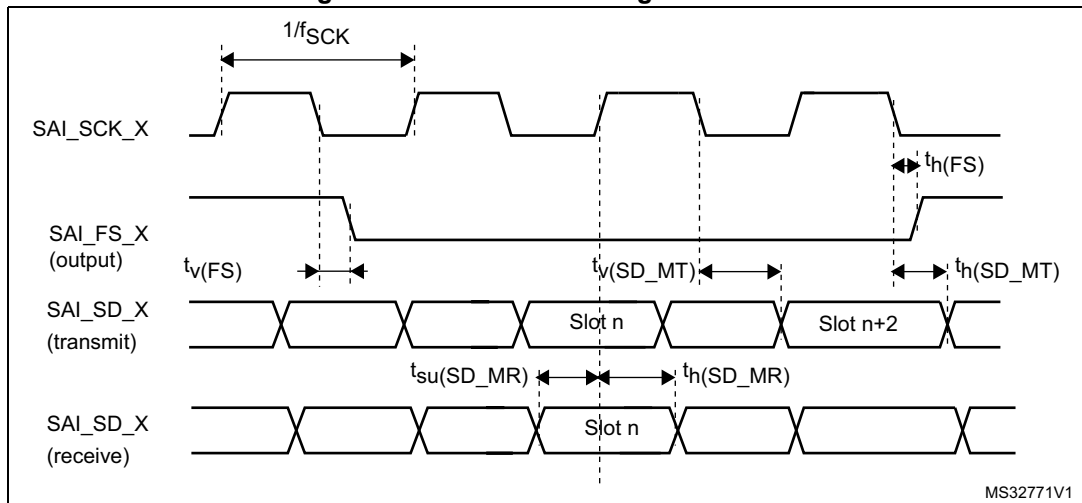 1/fSCK
SAI_SCK_X
th(FS)
SAI_FS_X
(output)
tv(FS)
tv(SD_MT)
th(SD_MT)
SAI_SD_X
(transmit)
Slot n
Slot n+2
tsu(SD_MR)
th(SD_MR)
SAI_SD_X
(receive)
Slot n
MS32771V1